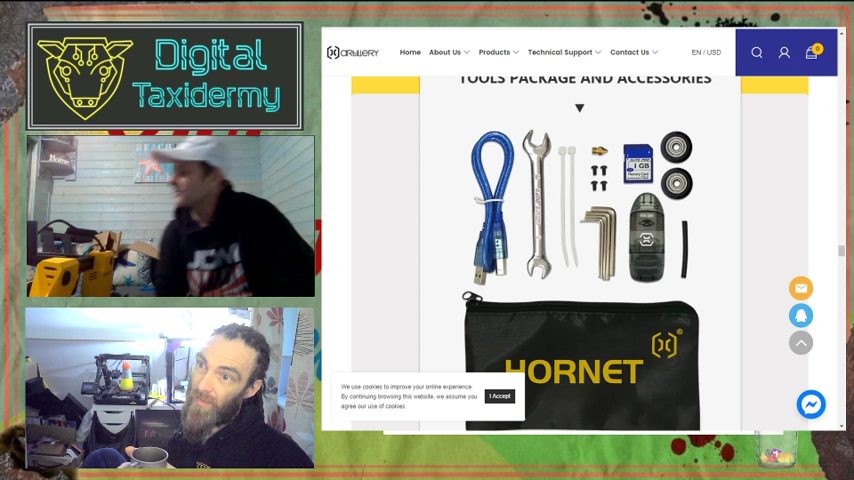 Digital
Taxidermy
ARTILLERY
Home
About Us
Products
Technical Support
Contact Us
EN / USD
0
TOOLS PACKAGE AND ACCESSORIES
1 GB
HORNET
®
We use cookies to improve your online experience.
By continuing browsing this website, we assume you
agree our use of cookies.
I Accept